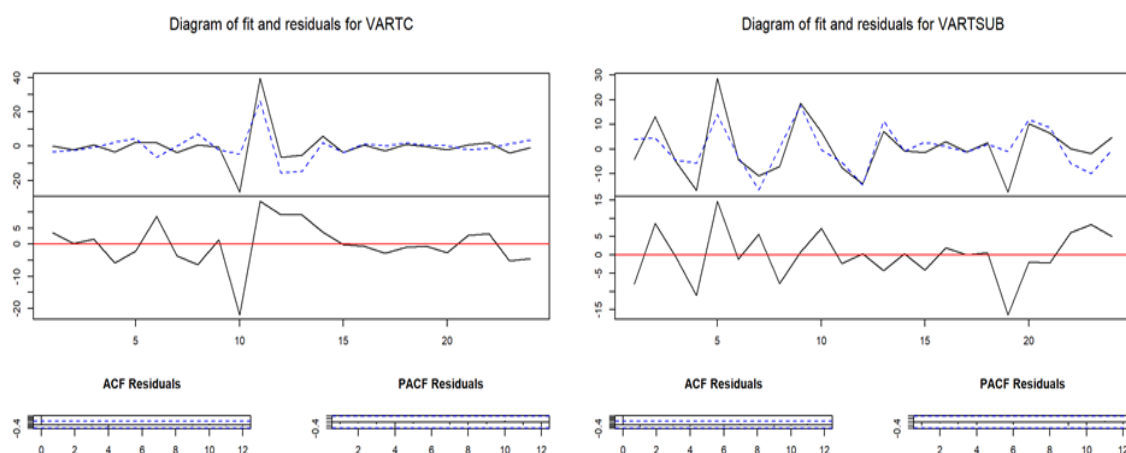 Diagram of fit and residuals for VARTC
40
20
0
-20
5
0
-10
-20
5 10 15 20
ACF Residuals
PACF Residuals
-0.4
0 2 4 6 8 10 12
-0.4
2 4 6 8 10 12
Diagram of fit and residuals for VARTSUB
30
20
10
0
-10
15
5
0
-5
-15
5 10 15 20
ACF Residuals
PACF Residuals
-0.4
0 2 4 6 8 10 12
-0.4
2 4 6 8 10 12